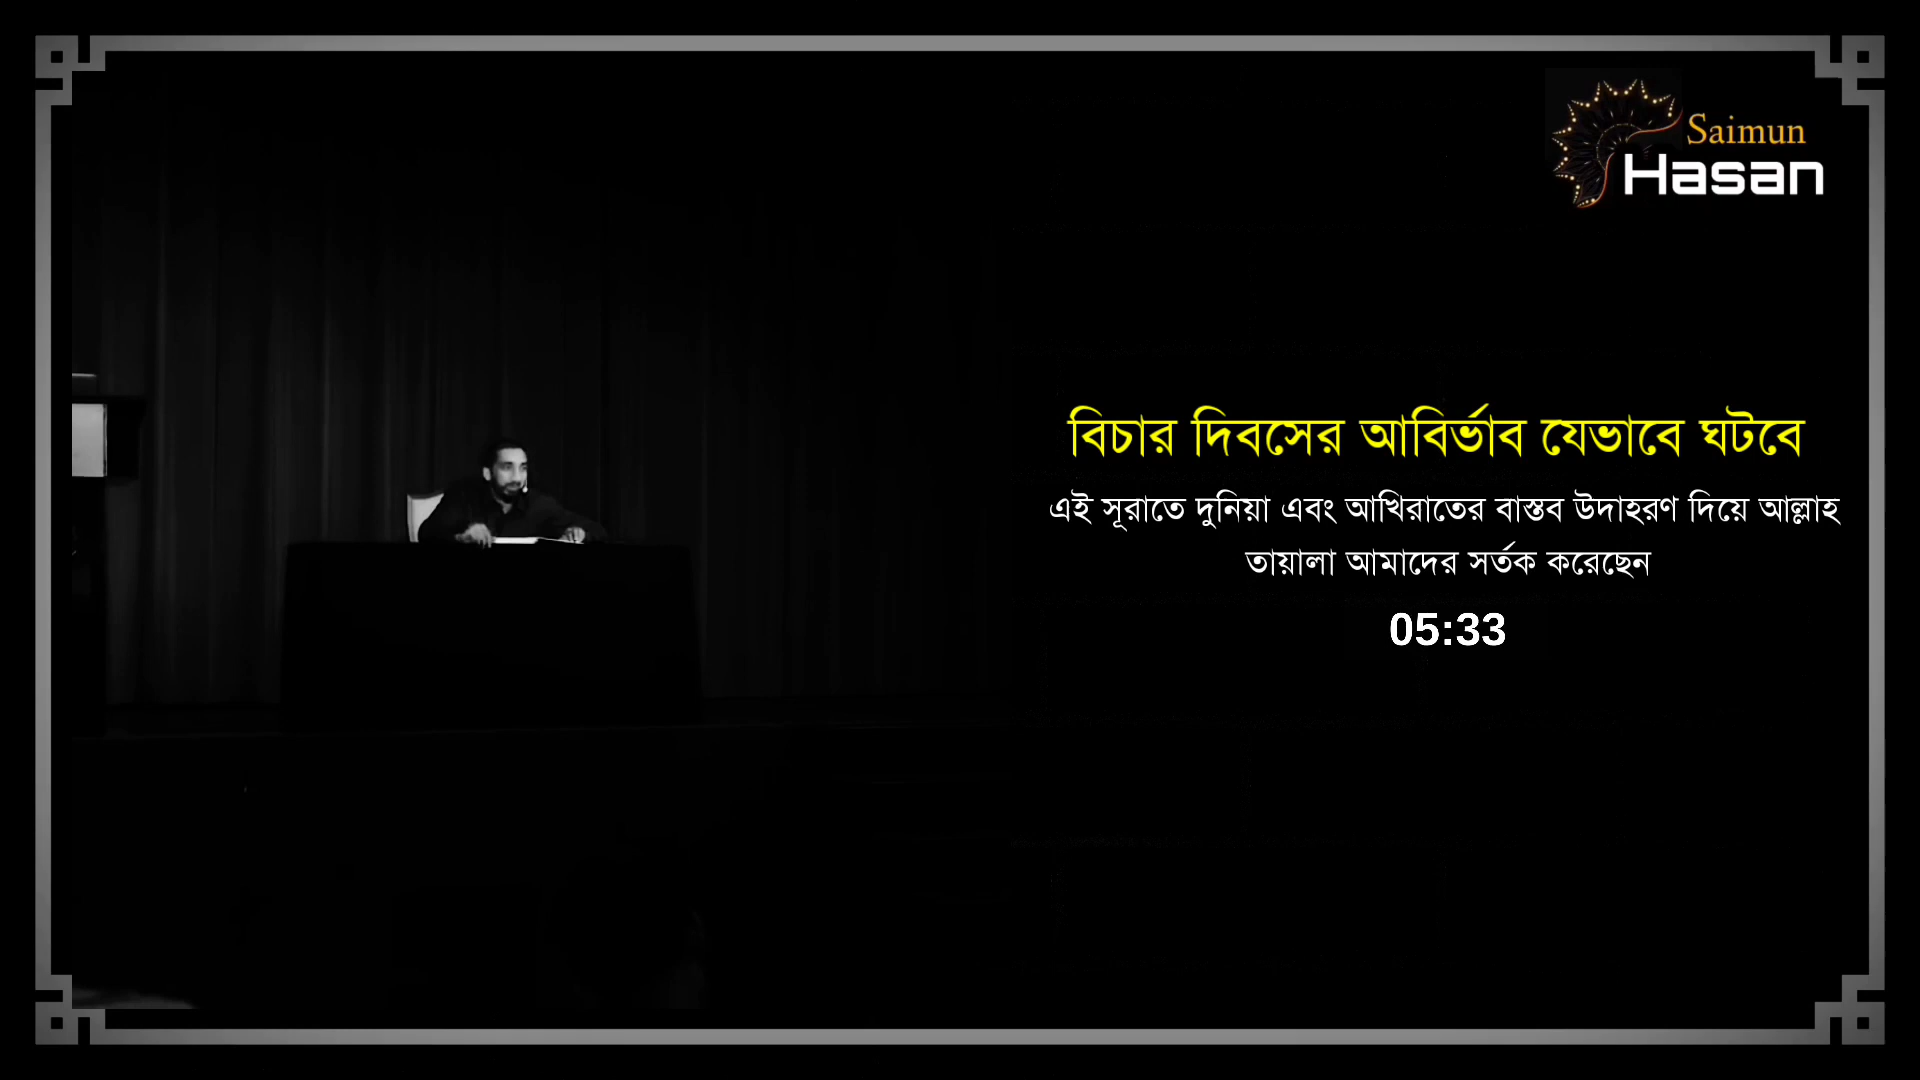 Saimun
Hasan
বিচার দিবসের আবির্ভাব যেভাবে ঘটবে
এই সূরাতে দুনিয়া এবং আখিরাতের বাস্তব উদাহরণ দিয়ে আল্লাহ
তায়ালা আমাদের সর্তক করেছেন
05:33